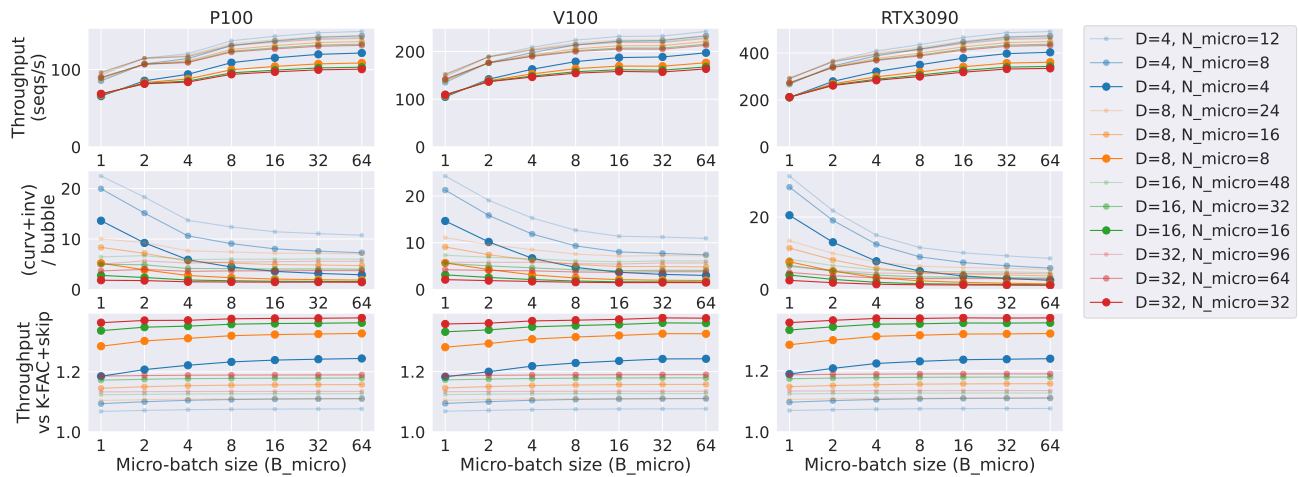 P100
V100
RTX3090
Throughput
(seqs/s)
100
0
200
100
0
400
200
0
1 2 4 8 16 32 64
1 2 4 8 16 32 64
1 2 4 8 16 32 64
(curv+inv)
/ bubble
20
10
0
20
10
0
20
0
1 2 4 8 16 32 64
1 2 4 8 16 32 64
1 2 4 8 16 32 64
Throughput
vs K-FAC+skip
1.2
1.0
1.2
1.0
1.2
1.0
1 2 4 8 16 32 64
1 2 4 8 16 32 64
1 2 4 8 16 32 64
Micro-batch size (B_micro)
Micro-batch size (B_micro)
Micro-batch size (B_micro)
D=4, N_micro=12
D=4, N_micro=8
D=4, N_micro=4
D=8, N_micro=24
D=8, N_micro=16
D=8, N_micro=8
D=16, N_micro=48
D=16, N_micro=32
D=16, N_micro=16
D=32, N_micro=96
D=32, N_micro=64
D=32, N_micro=32